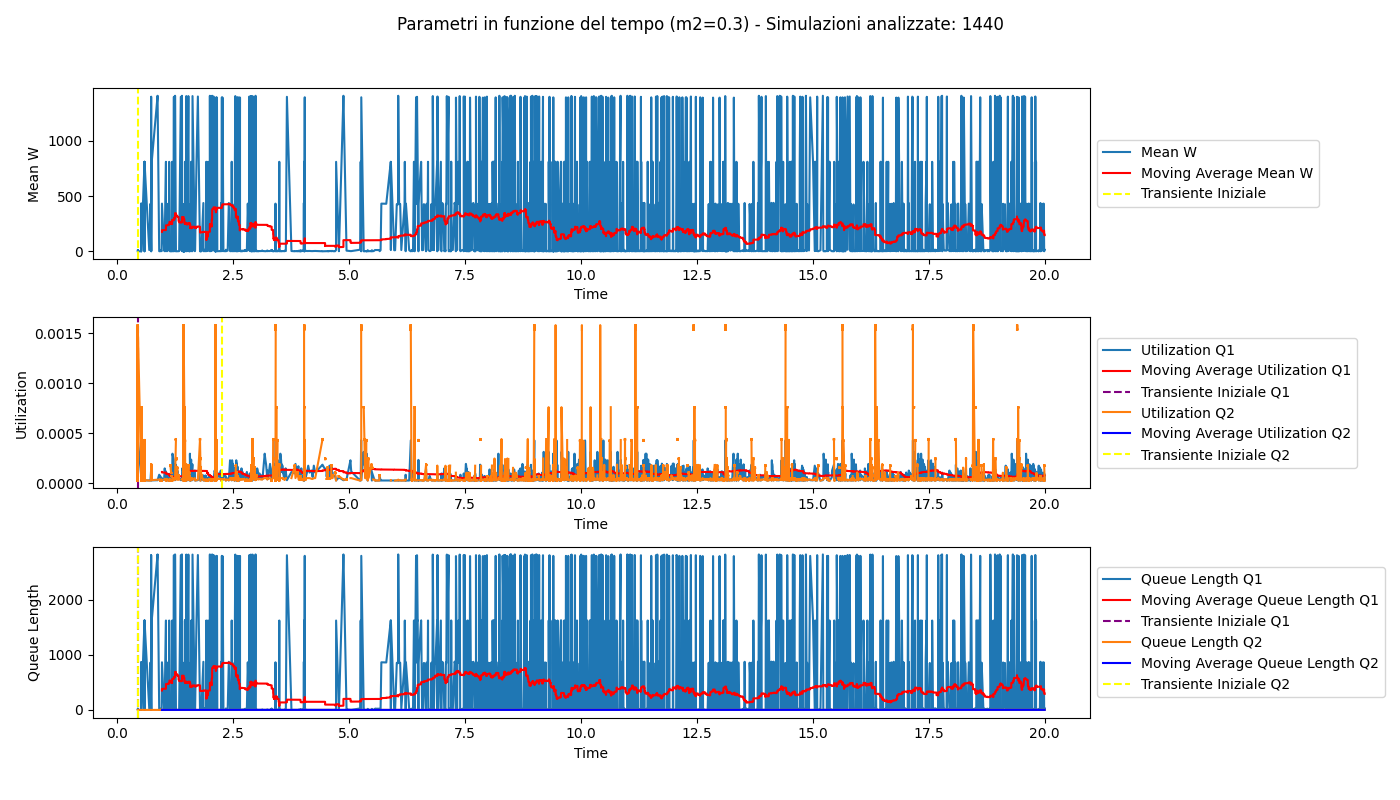 Parametri in funzione del tempo (m2=0.3) - Simulazioni analizzate: 1440
Mean W
1000
500
0
0.0 2.5 5.0 7.5 10.0 12.5 15.0 17.5 20.0
Time
Mean W
Moving Average Mean W
Transiente Iniziale
Utilization
0.0015
0.0010
0.0005
0.0000
0.0 2.5 5.0 7.5 10.0 12.5 15.0 17.5 20.0
Time
Utilization Q1
Moving Average Utilization Q1
Transiente Iniziale Q1
Utilization Q2
Moving Average Utilization Q2
Transiente Iniziale Q2
Queue Length
2000
1000
0
0.0 2.5 5.0 7.5 10.0 12.5 15.0 17.5 20.0
Time
Queue Length Q1
Moving Average Queue Length Q1
Transiente Iniziale Q1
Queue Length Q2
Moving Average Queue Length Q2
Transiente Iniziale Q2